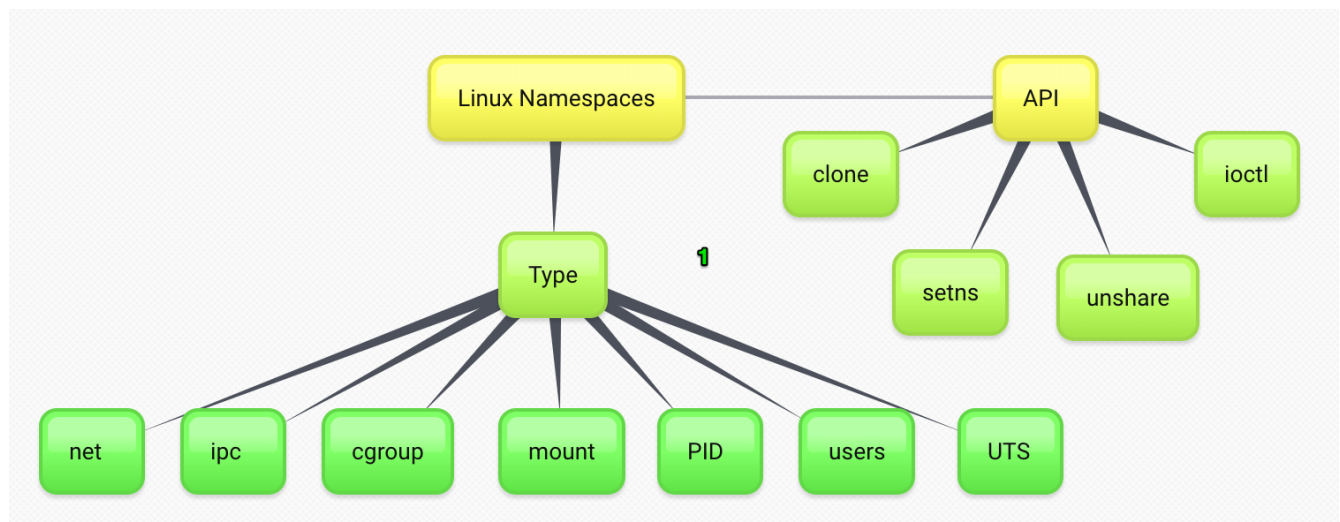 Linux Namespaces
API
clone
ioctl
Type
1
setns
unshare
net
ipc
cgroup
mount
PID
users
UTS